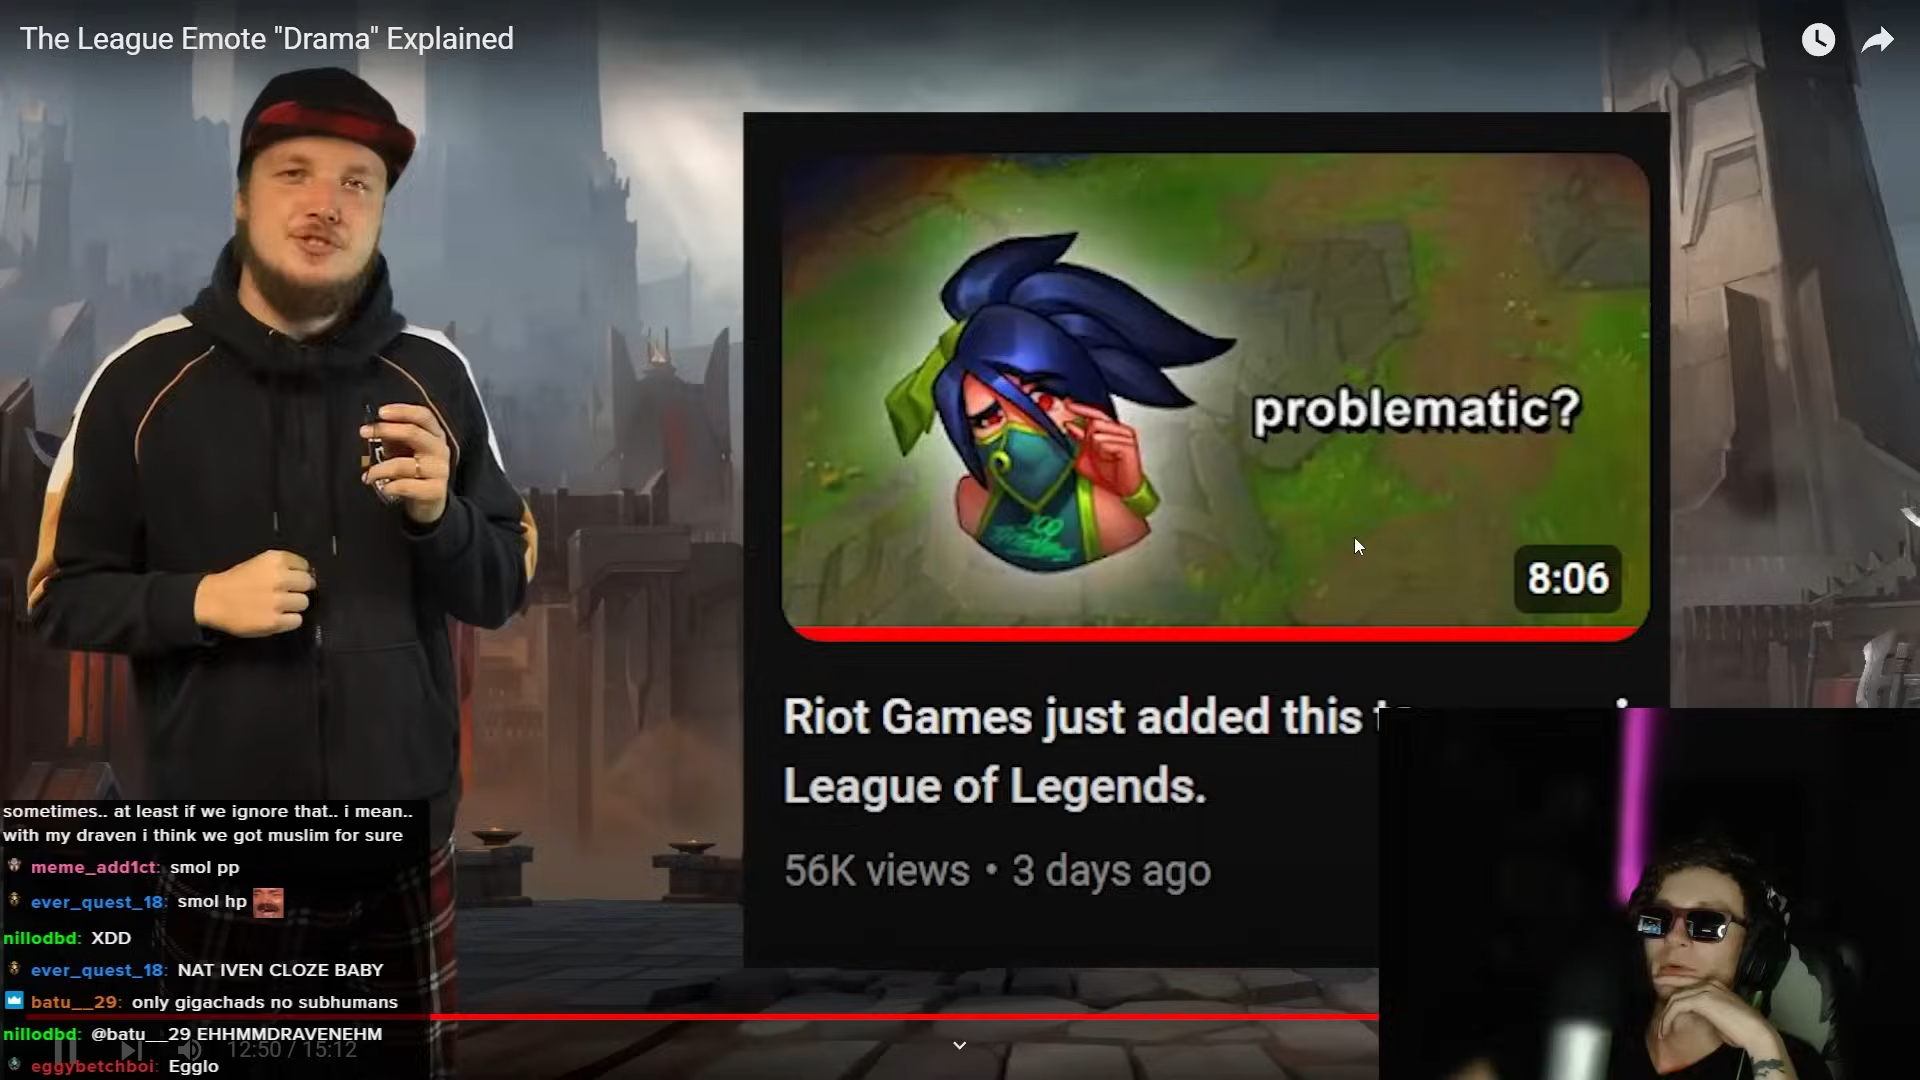 The League Emote "Drama" Explained
problematic?
8:06
Riot Games just added this
League of Legends.
56K views • 3 days ago
sometimes.. at least if we ignore that.. i mean..
with my draven i think we got muslim for sure
meme_add1ct: smol pp
ever_quest_18: smol hp
nillodbd: XDD
ever_quest_18: NAT IVEN CLOZE BABY
batu__29: only gigachads no subhumans
nillodbd: @batu__29 EHHMMDRAVENEHM
12:50 / 15:12
eggybetchboi: Egglo